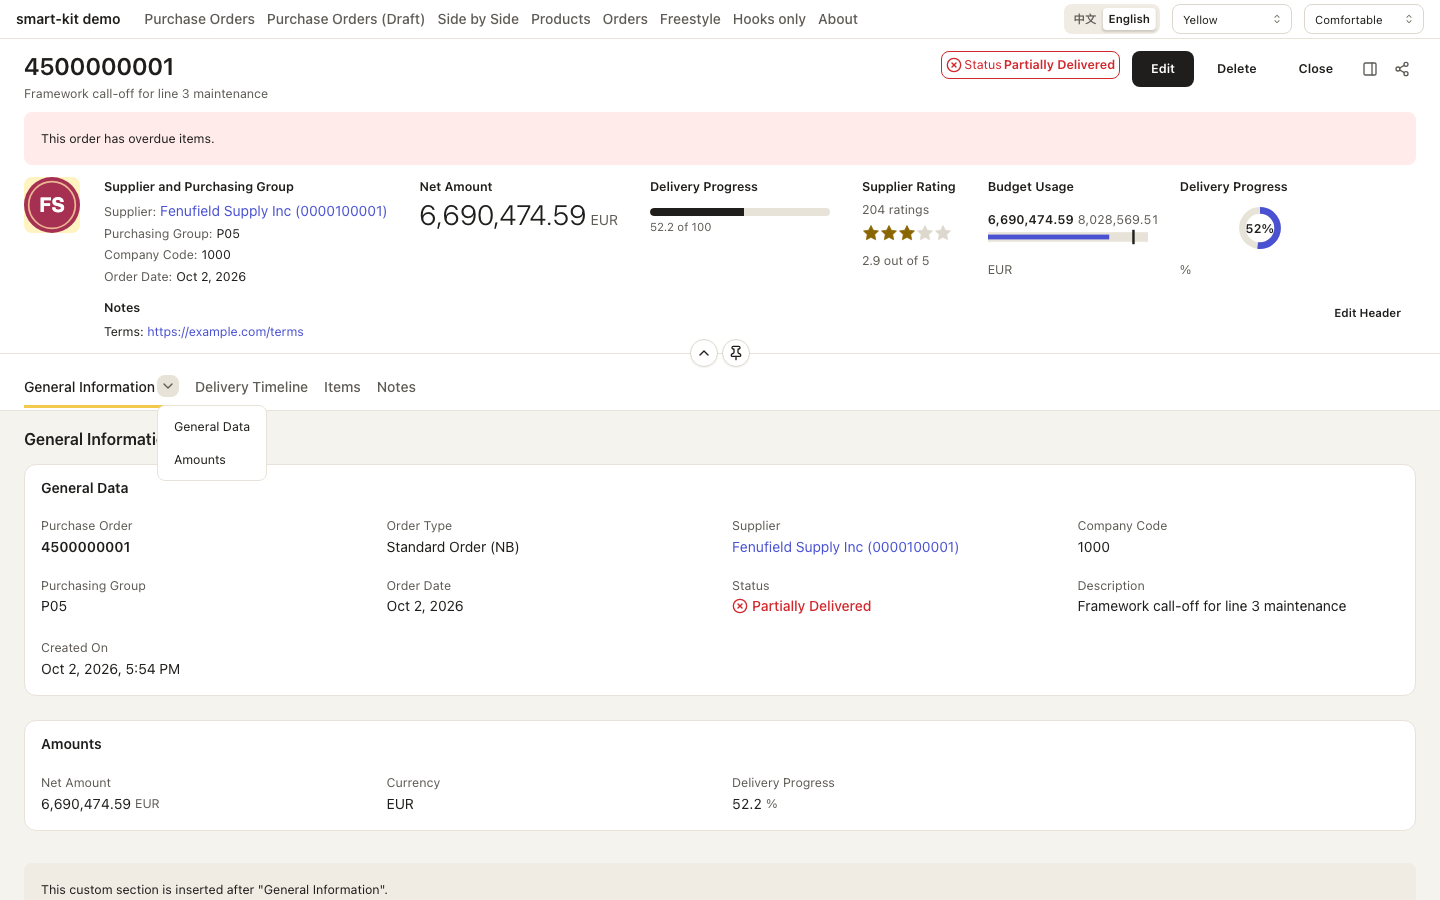 smart-kit demo Purchase Orders Purchase Orders (Draft) Side by Side Products Orders Freestyle Hooks only About 中文 English Yellow Comfortable
4500000001
Framework call-off for line 3 maintenance
Status Partially Delivered Edit Delete Close
This order has overdue items.
FS
Supplier and Purchasing Group
Supplier: Fenufield Supply Inc (0000100001)
Purchasing Group: P05
Company Code: 1000
Order Date: Oct 2, 2026
Notes
Terms: https://example.com/terms
Net Amount
6,690,474.59 EUR
Delivery Progress
52.2 of 100
Supplier Rating
204 ratings
2.9 out of 5
Budget Usage
6,690,474.59 8,028,569.51
EUR
Delivery Progress
52%
%
Edit Header
General Information Delivery Timeline Items Notes
General Data
Amounts
General Informati
General Data
Purchase Order Order Type Supplier Company Code
4500000001 Standard Order (NB) Fenufield Supply Inc (0000100001) 1000
Purchasing Group Order Date Status Description
P05 Oct 2, 2026 Partially Delivered Framework call-off for line 3 maintenance
Created On
Oct 2, 2026, 5:54 PM
Amounts
Net Amount Currency Delivery Progress
6,690,474.59 EUR EUR 52.2 %
This custom section is inserted after "General Information".